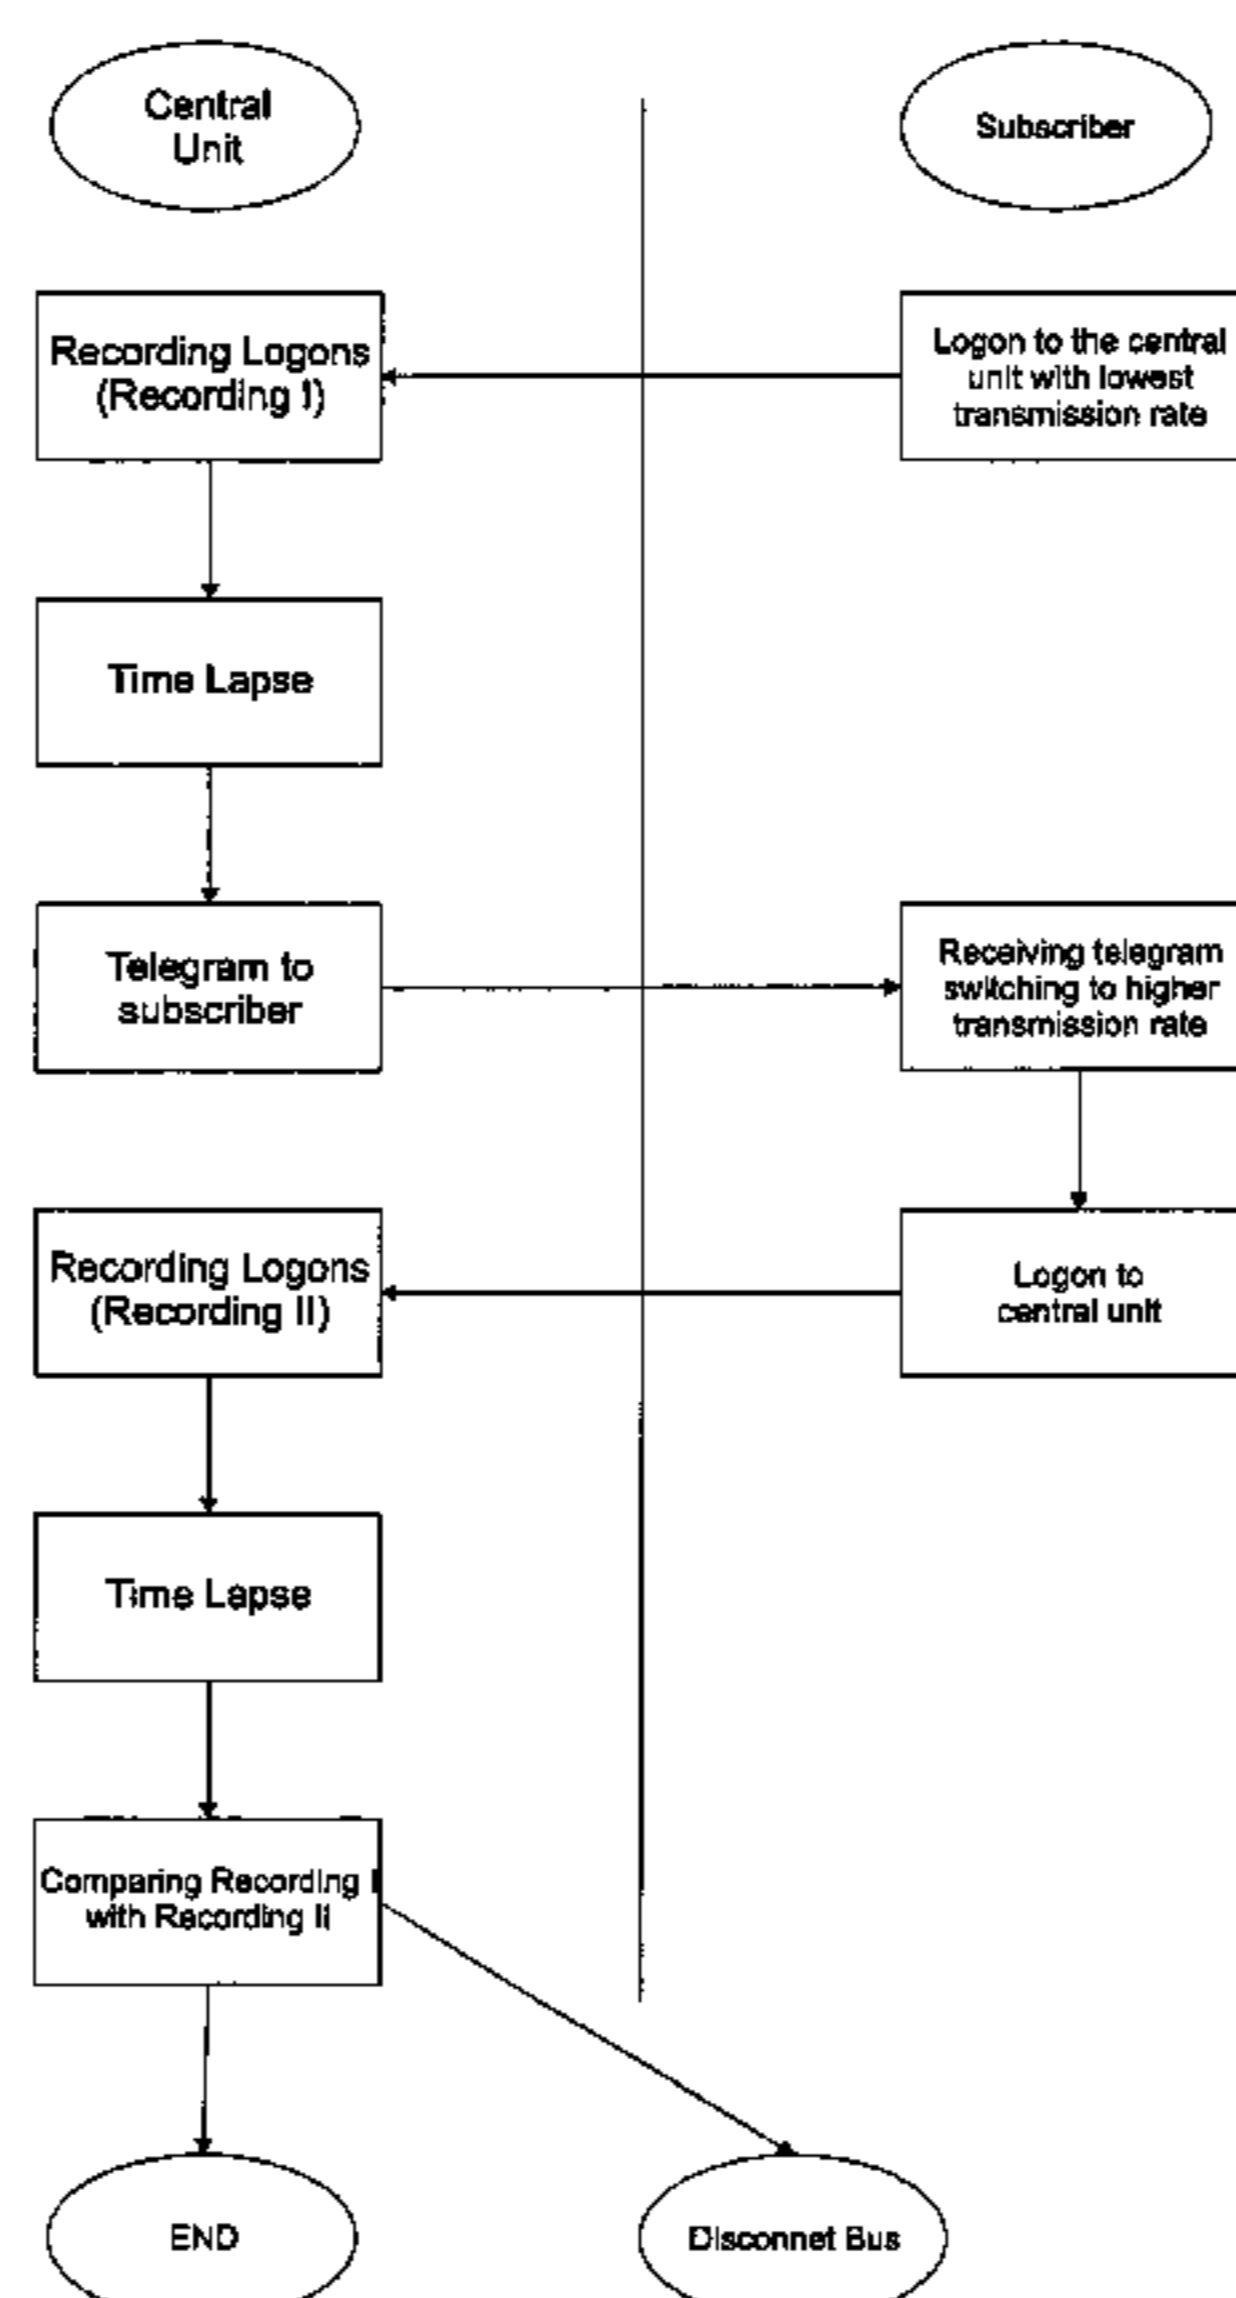 Central
Unit
Subscriber
Recording Logons
(Recording I)
Logon to the central
unit with lowest
transmission rate
Time Lapse
Telegram to
subscriber
Receiving telegram
switching to higher
transmission rate
Recording Logons
(Recording II)
Logon to
central unit
Time Lapse
Comparing Recording I
with Recording II
END
Disconnet Bus